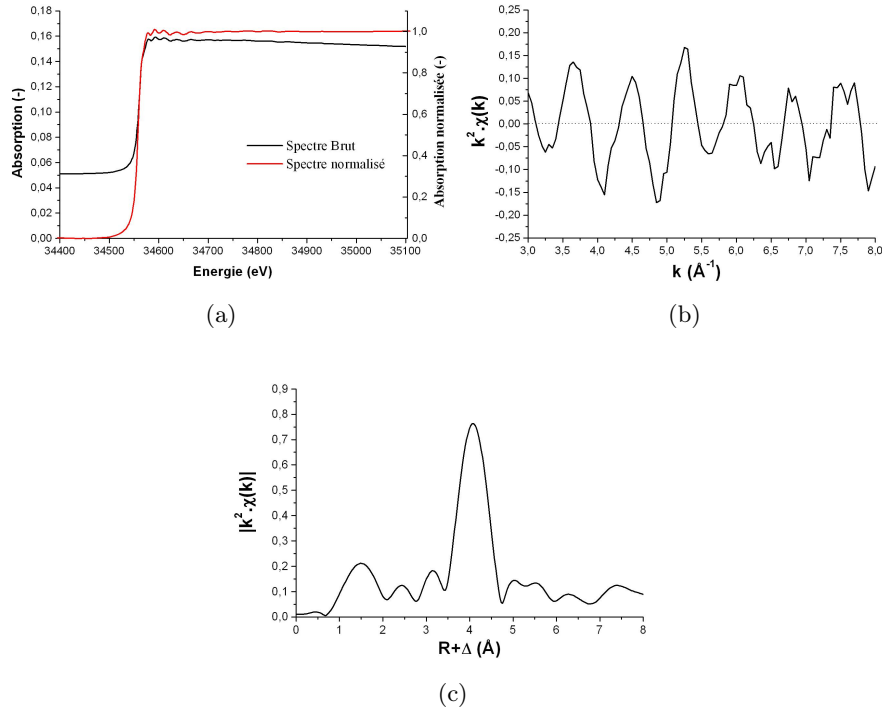 0,18
0,16
0,14
0,12
0,10
0,08
0,06
0,04
0,02
0,00
Absorption (-)
34400 34500 34600 34700 34800 34900 35000 35100
Energie (eV)
1,0
0,8
0,6
0,4
0,2
0,0
Absorption normalisée (-)
Spectre Brut
Spectre normalisé
(a)
0,25
0,20
0,15
0,10
0,05
0,00
-0,05
-0,10
-0,15
-0,20
-0,25
k².χ(k)
3,0 3,5 4,0 4,5 5,0 5,5 6,0 6,5 7,0 7,5 8,0
k (Å⁻¹)
(b)
0,9
0,8
0,7
0,6
0,5
0,4
0,3
0,2
0,1
0,0
|k².χ(k)|
0 1 2 3 4 5 6 7 8
R+Δ (Å)
(c)